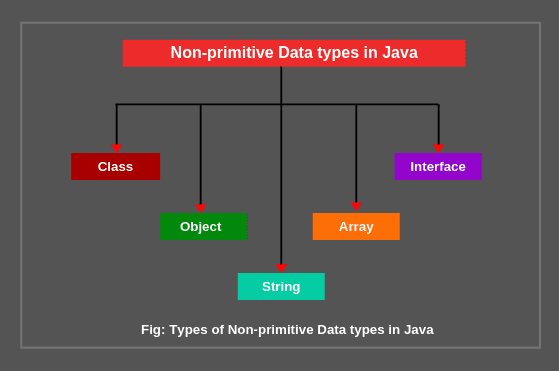 Non-primitive Data types in Java
Class
Interface
Object
Array
String
Fig: Types of Non-primitive Data types in Java